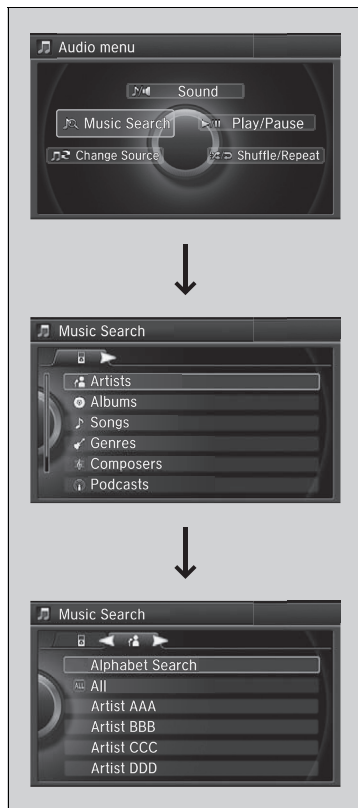 Audio menu
Sound
Music Search
Play/Pause
Change Source
Shuffle/Repeat
Music Search
Artists
Albums
Songs
Genres
Composers
Podcasts
Music Search
Alphabet Search
ALL All
Artist AAA
Artist BBB
Artist CCC
Artist DDD